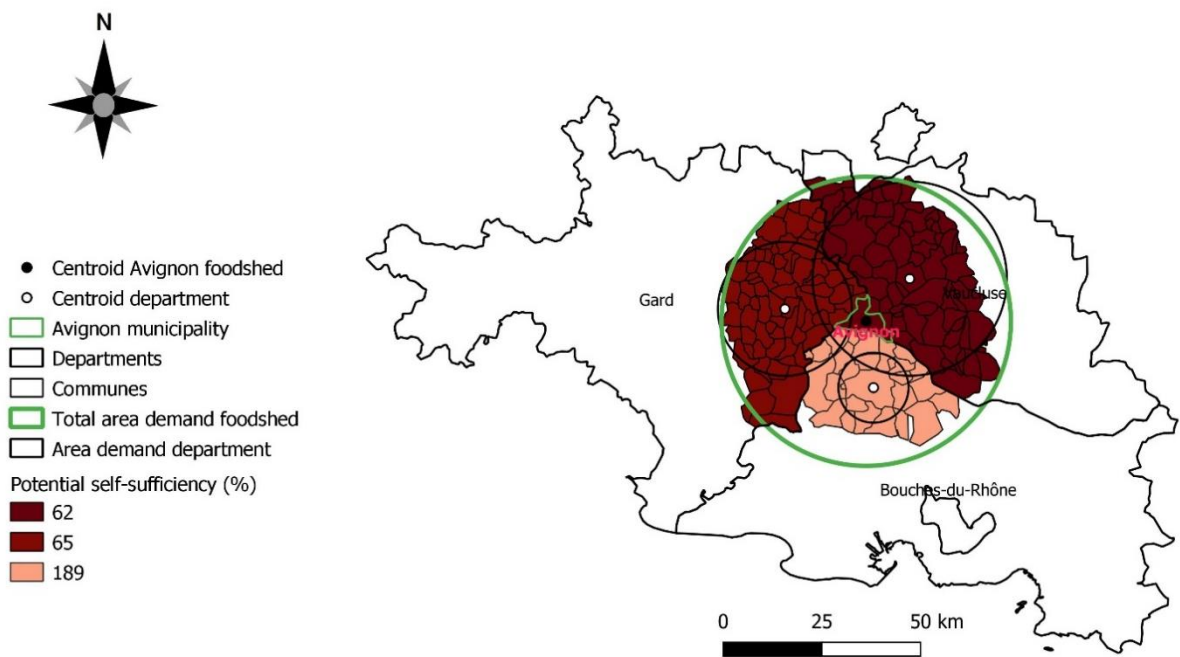 N
Centroid Avignon foodshed
Centroid department
Avignon municipality
Departments
Communes
Total area demand foodshed
Area demand department
Potential self-sufficiency (%)
62
65
189
Gard
Vaucluse
Avignon
Bouches-du-Rhône
0 25 50 km